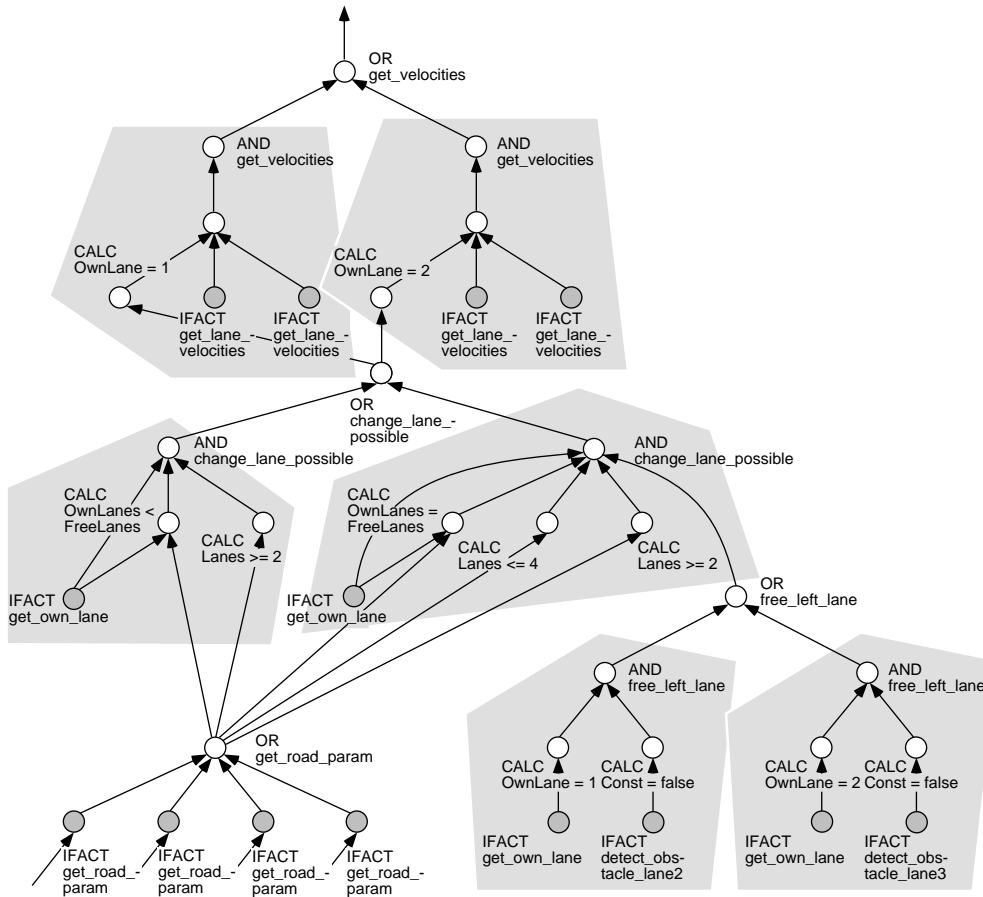 OR
get_velocities
AND
get_velocities
AND
get_velocities
CALC
OwnLane = 1
CALC
OwnLane = 2
IFACT
get_lane_-
velocities
IFACT
get_lane_-
velocities
IFACT
get_lane_-
velocities
IFACT
get_lane_-
velocities
OR
change_lane_-
possible
AND
change_lane_possible
AND
change_lane_possible
CALC
OwnLanes <
FreeLanes
CALC
Lanes >= 2
CALC
OwnLanes =
FreeLanes
CALC
Lanes <= 4
CALC
Lanes >= 2
IFACT
get_own_lane
IFACT
get_own_lane
OR
free_left_lane
AND
free_left_lane
AND
free_left_lane
OR
get_road_param
CALC
OwnLane = 1
CALC
Const = false
CALC
OwnLane = 2
CALC
Const = false
IFACT
get_road_-
param
IFACT
get_road_-
param
IFACT
get_road_-
param
IFACT
get_road_-
param
IFACT
get_own_lane
IFACT
detect_obs-
tacle_lane2
IFACT
get_own_lane
IFACT
detect_obs-
tacle_lane3